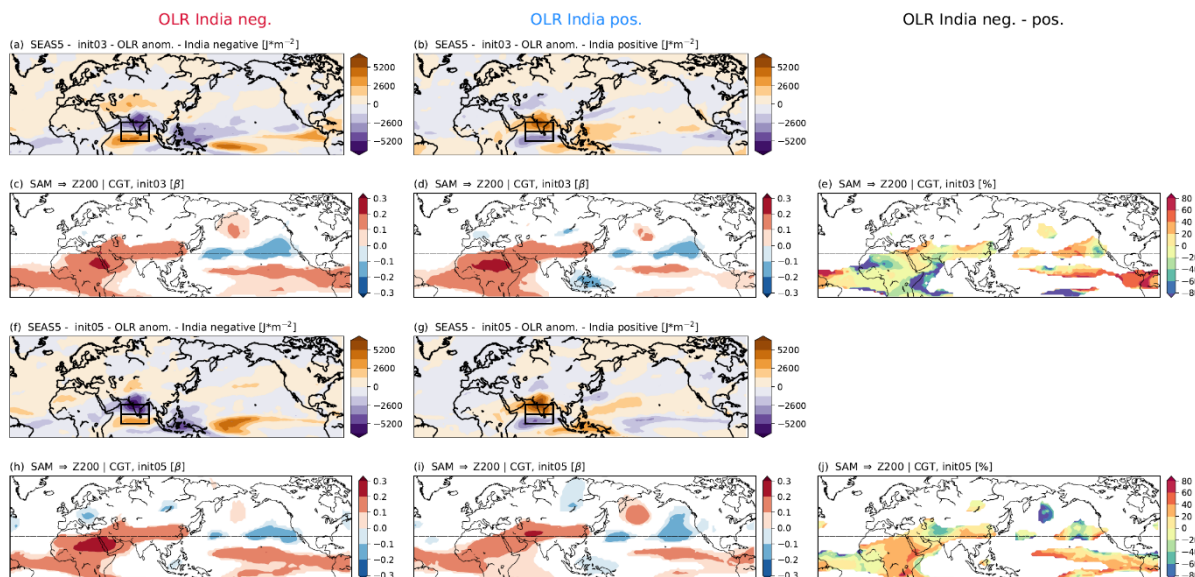 OLR India neg. OLR India pos. OLR India neg. - pos.
(a) SEAS5 - init03 - OLR anom. - India negative [J*m⁻²] (b) SEAS5 - init03 - OLR anom. - India positive [J*m⁻²]
5200 5200
2600 2600
0 0
−2600 −2600
−5200 −5200
(c) SAM ⇒ Z200 | CGT, init03 [β] (d) SAM ⇒ Z200 | CGT, init03 [β] (e) SAM ⇒ Z200 | CGT, init03 [%]
0.3 0.3 80
0.2 0.2 60
0.1 0.1 40
0.0 0.0 20
−0.1 −0.1 0
−0.2 −0.2 −20
−0.3 −0.3 −40
−60
−80
(f) SEAS5 - init05 - OLR anom. - India negative [J*m⁻²] (g) SEAS5 - init05 - OLR anom. - India positive [J*m⁻²]
5200 5200
2600 2600
0 0
−2600 −2600
−5200 −5200
(h) SAM ⇒ Z200 | CGT, init05 [β] (i) SAM ⇒ Z200 | CGT, init05 [β] (j) SAM ⇒ Z200 | CGT, init05 [%]
0.3 0.3 80
0.2 0.2 60
0.1 0.1 40
0.0 0.0 20
−0.1 −0.1 0
−0.2 −0.2 −20
−0.3 −0.3 −40
−60
−80